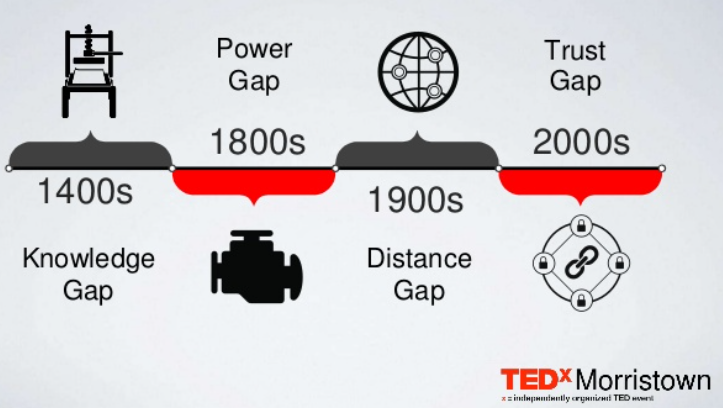 Power
Gap
Trust
Gap
1800s
2000s
1400s
1900s
Knowledge
Gap
Distance
Gap
TEDx Morristown
x = independently organized TED event